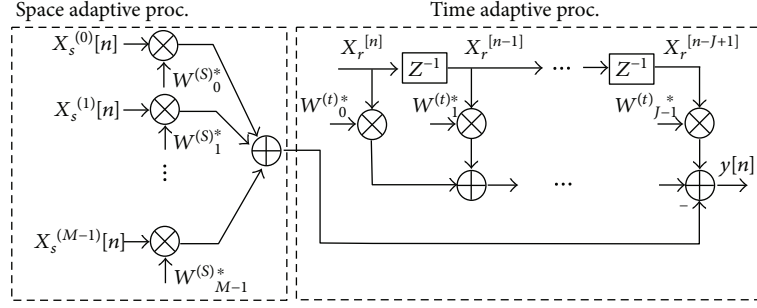 Space adaptive proc.
Time adaptive proc.
X_s^(0)[n]
W^(S)*_0
X_s^(1)[n]
W^(S)*_1
⋮
X_s^(M−1)[n]
W^(S)*_M−1
X_r^[n]
Z^−1
X_r^[n−1]
...
Z^−1
X_r^[n−J+1]
W^(t)*_0
W^(t)*_1
W^(t)*_J−1
...
y[n]
−